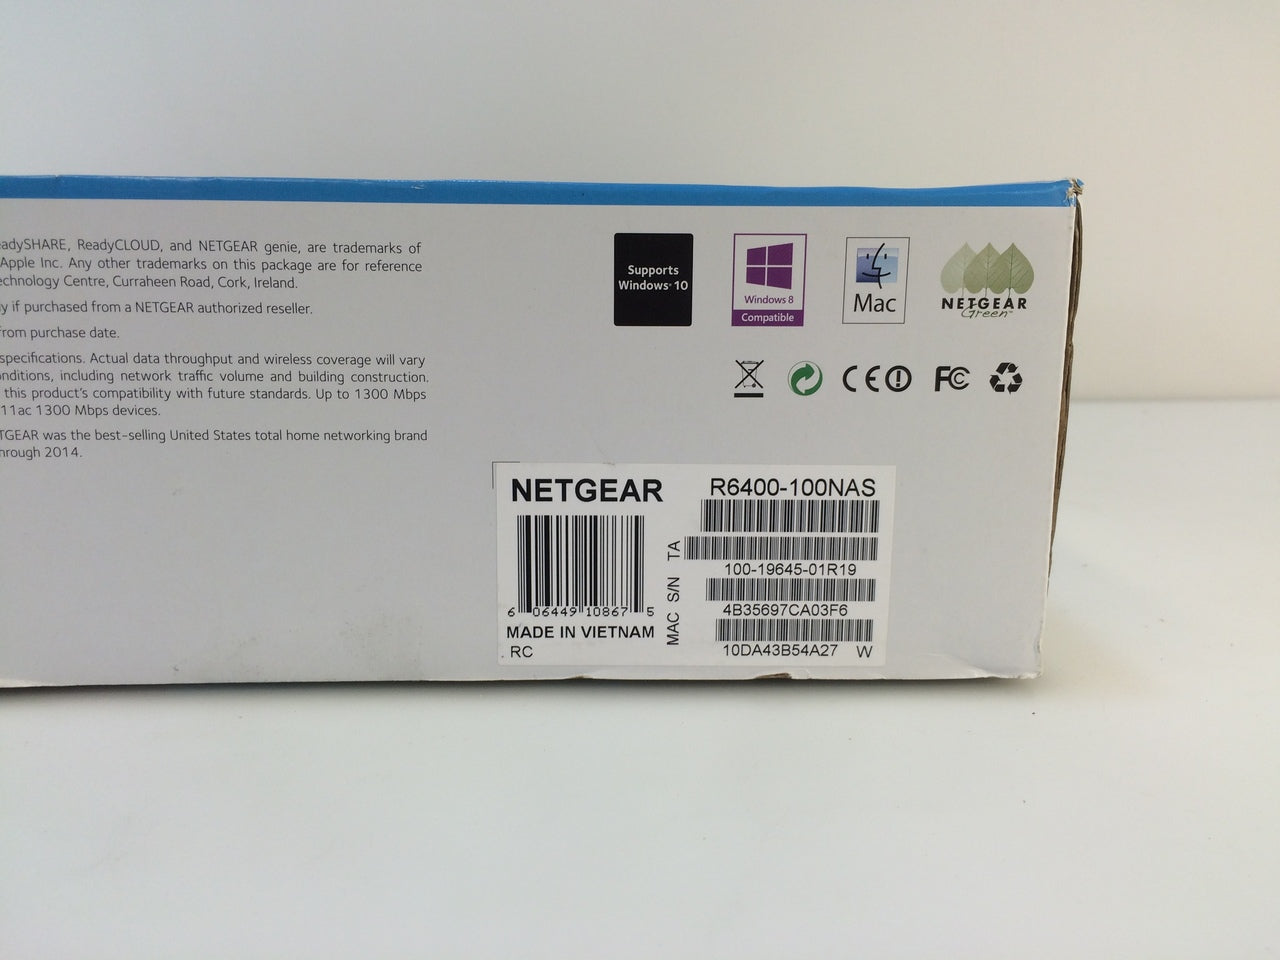 eadySHARE, ReadyCLOUD, and NETGEAR genie, are trademarks of
Apple Inc. Any other trademarks on this package are for reference
echnology Centre, Curraheen Road, Cork, Ireland.
y if purchased from a NETGEAR authorized reseller.
from purchase date.
specifications. Actual data throughput and wireless coverage will vary
onditions, including network traffic volume and building construction.
this product's compatibility with future standards. Up to 1300 Mbps
11ac 1300 Mbps devices.
TGEAR was the best-selling United States total home networking brand
hrough 2014.
Supports
Windows 10
Windows 8
Compatible
Mac
NETGEAR
Green™
CE
FC
NETGEAR
6 06449 10867 5
MADE IN VIETNAM
RC
R6400-100NAS
TA
100-19645-01R19
S/N
4B35697CA03F6
MAC
10DA43B54A27 W